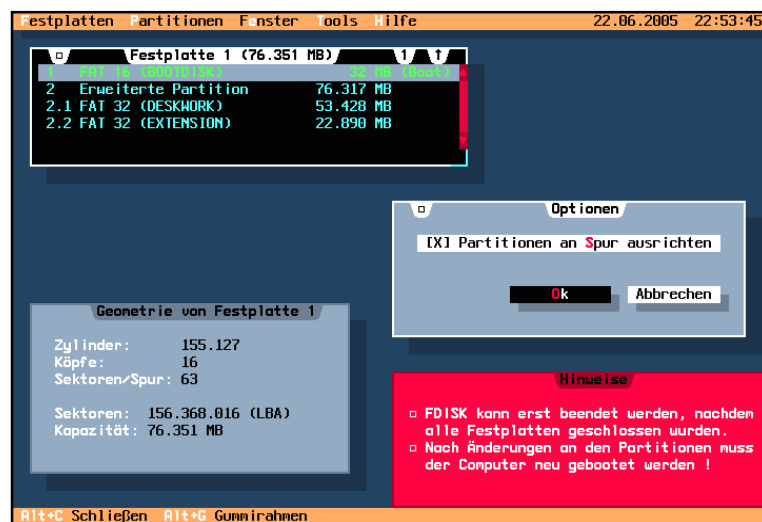 Festplatten Partitionen Fenster Tools Hilfe 22.06.2005 22:53:45
Festplatte 1 (76.351 MB) 1 ↑
1 FAT 16 (BOOTDISK) 32 MB (Boot)
2 Erweiterte Partition 76.317 MB
2.1 FAT 32 (DESKWORK) 53.428 MB
2.2 FAT 32 (EXTENSION) 22.890 MB
Optionen
[X] Partitionen an Spur ausrichten
Ok Abbrechen
Geometrie von Festplatte 1
Zylinder: 155.127
Köpfe: 16
Sektoren/Spur: 63
Sektoren: 156.368.016 (LBA)
Kapazität: 76.351 MB
Hinweise
FDISK kann erst beendet werden, nachdem
alle Festplatten geschlossen wurden.
Nach Änderungen an den Partitionen muss
der Computer neu gebootet werden !
Alt+C Schließen Alt+G Gummirahmen